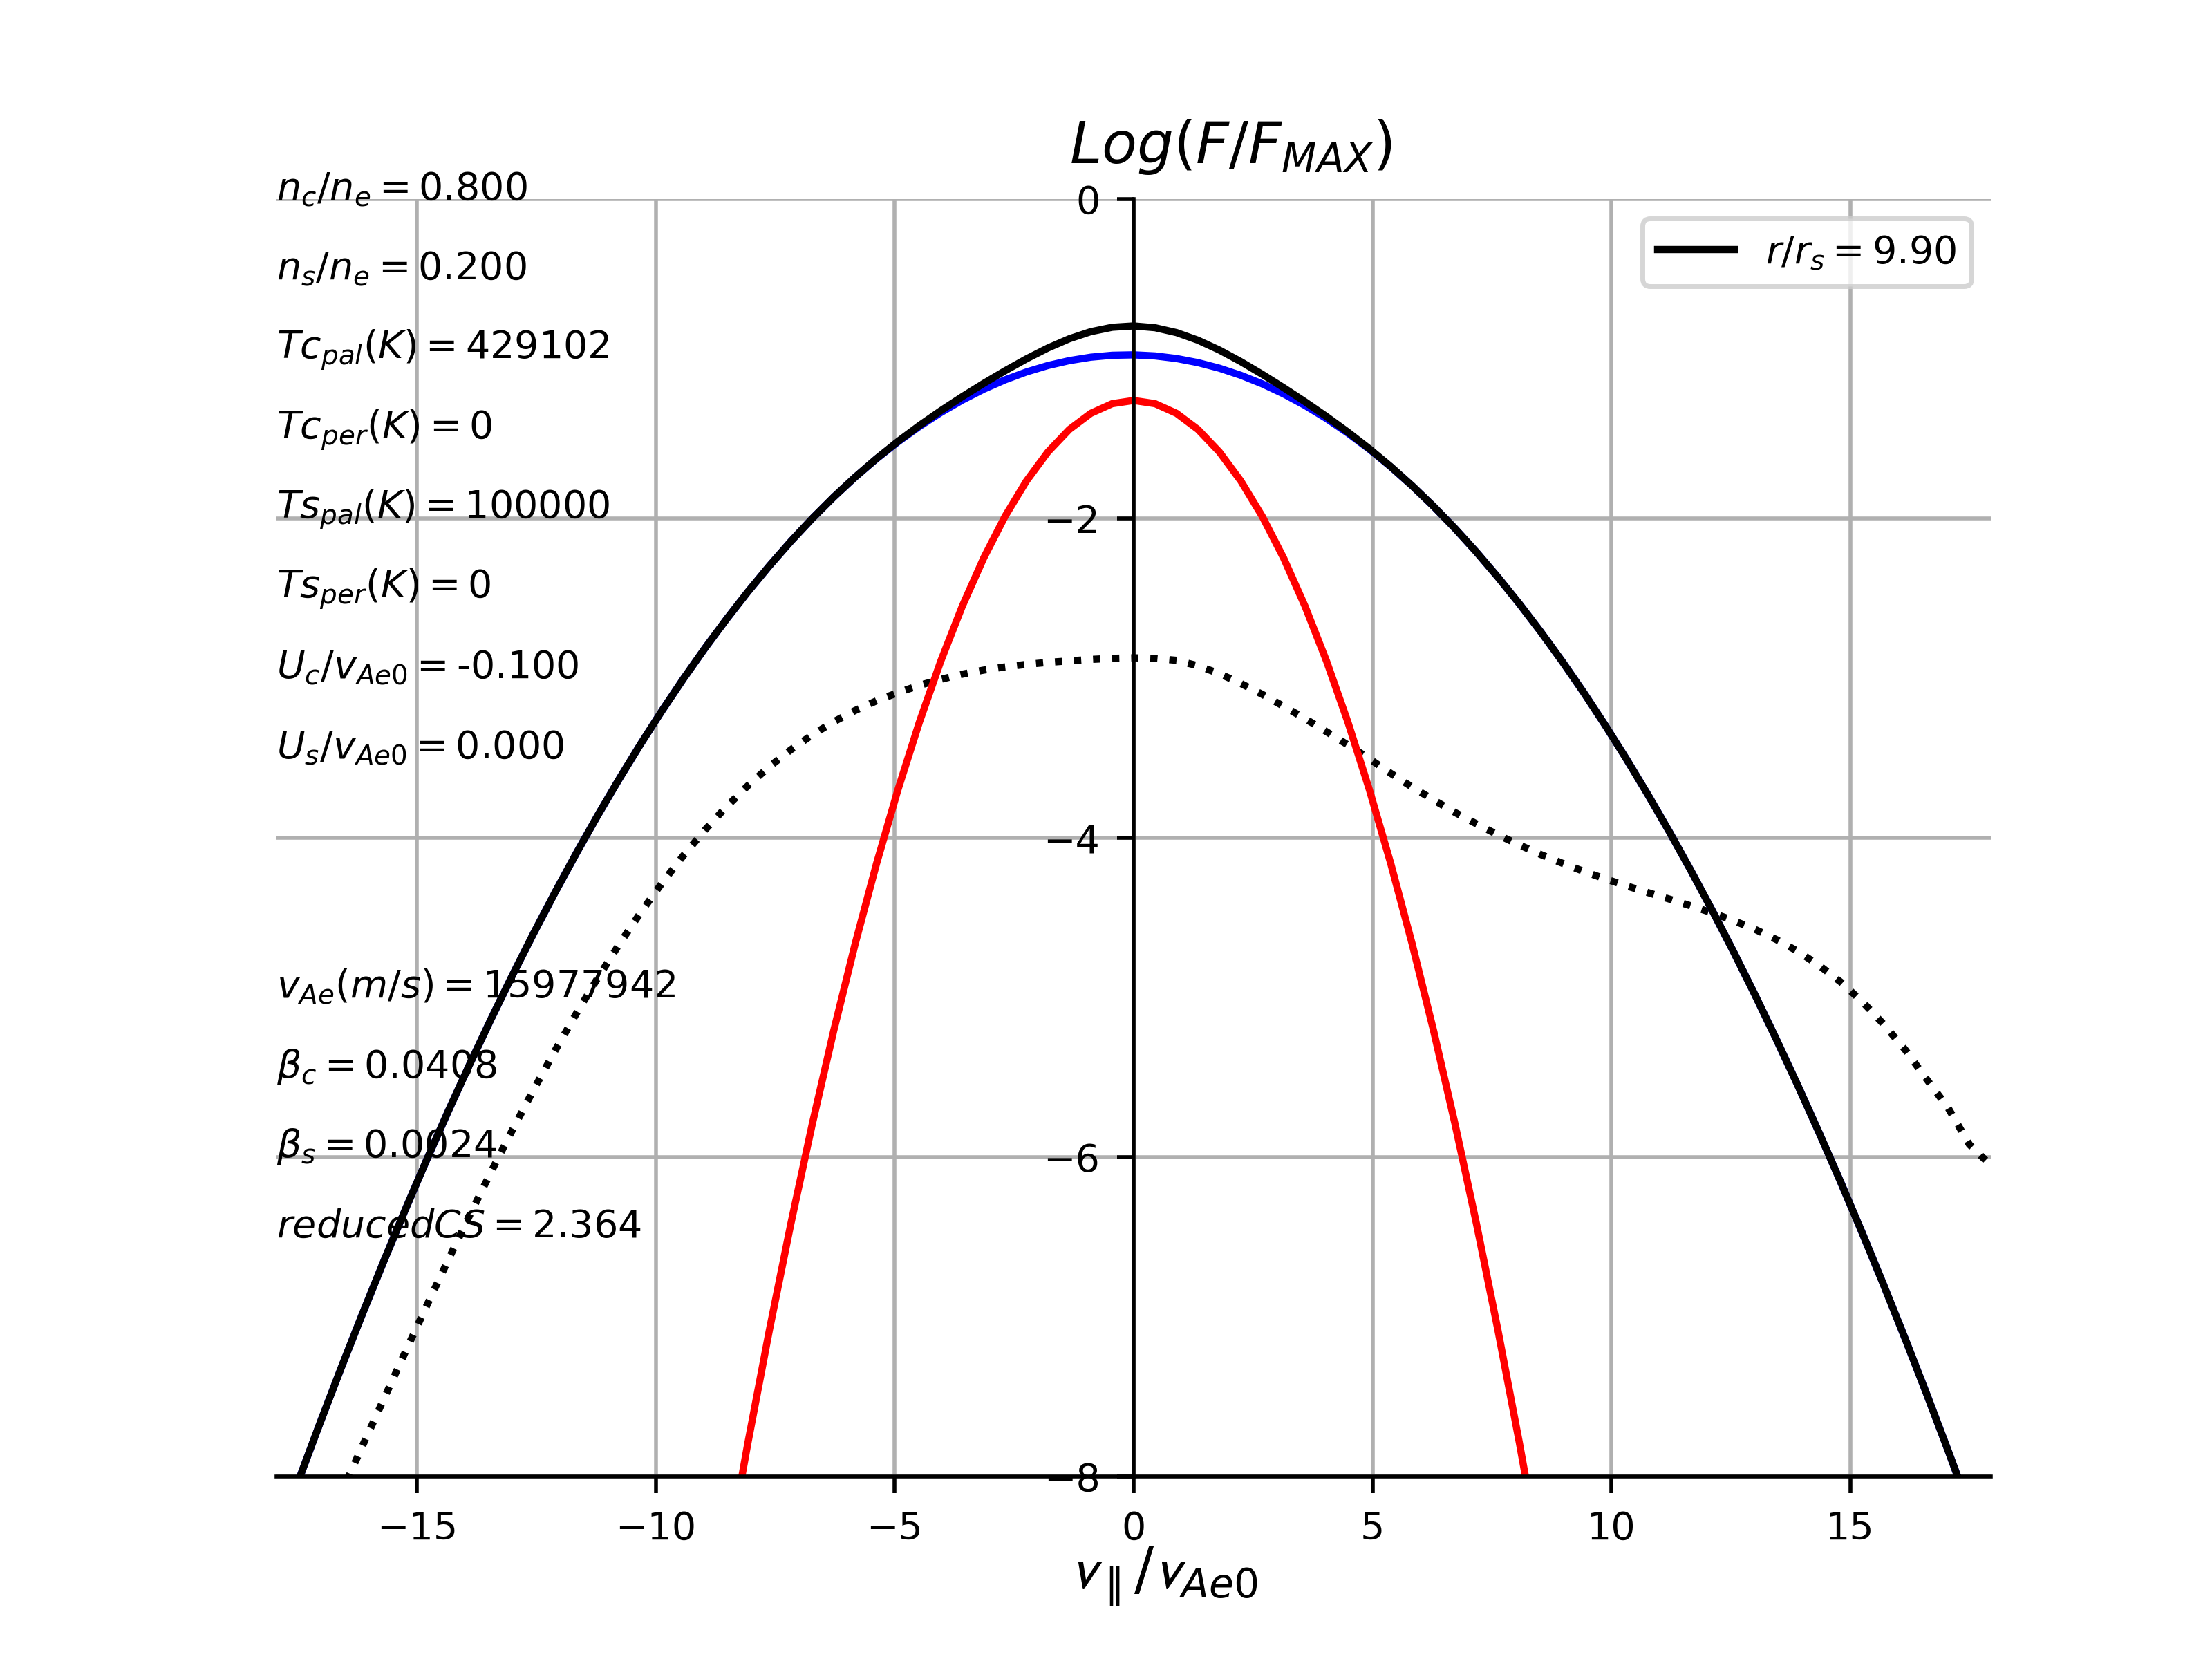 Log(F/F_MAX)
n_c/n_e = 0.800
n_s/n_e = 0.200
Tc_pal(K) = 429102
Tc_per(K) = 0
Ts_pal(K) = 100000
Ts_per(K) = 0
U_c/v_Ae0 = -0.100
U_s/v_Ae0 = 0.000
v_Ae(m/s) = 15977942
β_c = 0.0408
β_s = 0.0024
reducedCS = 2.364
r/r_s = 9.90
0
−2
−4
−6
−8
−15 −10 −5 0 5 10 15
v_∥/v_Ae0